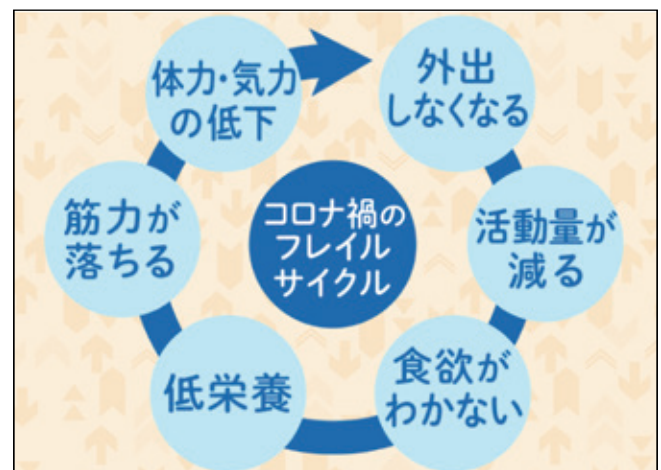 コロナ禍の
フレイル
サイクル
外出
しなくなる
活動量が
減る
食欲が
わかない
低栄養
筋力が
落ちる
体力・気力
の低下